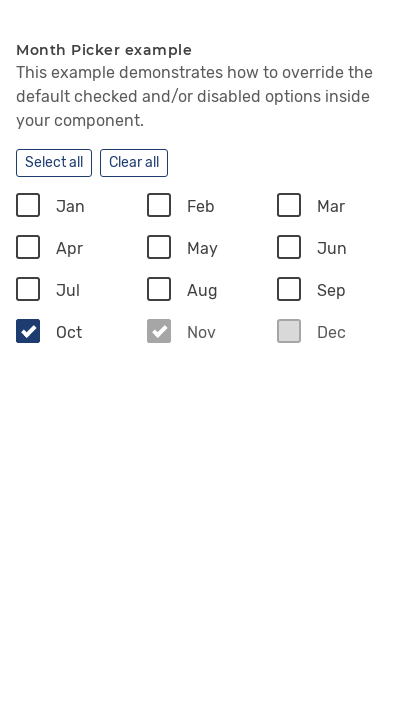 Month Picker example
This example demonstrates how to override the
default checked and/or disabled options inside
your component.
Select all Clear all
Jan Feb Mar
Apr May Jun
Jul Aug Sep
Oct Nov Dec